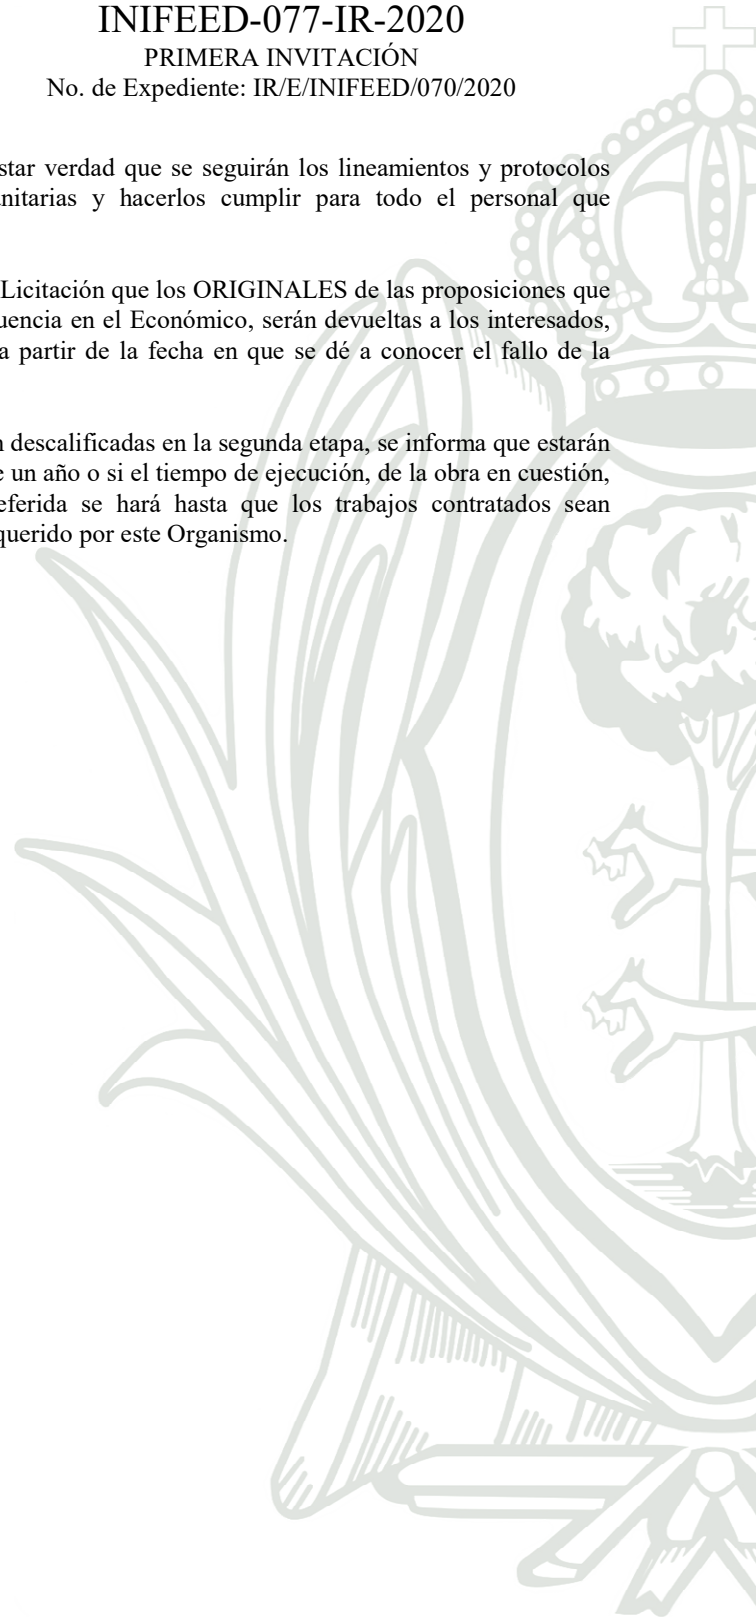 INIFEED-077-IR-2020
PRIMERA INVITACIÓN
No. de Expediente: IR/E/INIFEED/070/2020
star verdad que se seguirán los lineamientos y protocolos
nitarias y hacerlos cumplir para todo el personal que
Licitación que los ORIGINALES de las proposiciones que
uencia en el Económico, serán devueltas a los interesados,
a partir de la fecha en que se dé a conocer el fallo de la
n descalificadas en la segunda etapa, se informa que estarán
e un año o si el tiempo de ejecución, de la obra en cuestión,
eferida se hará hasta que los trabajos contratados sean
querido por este Organismo.